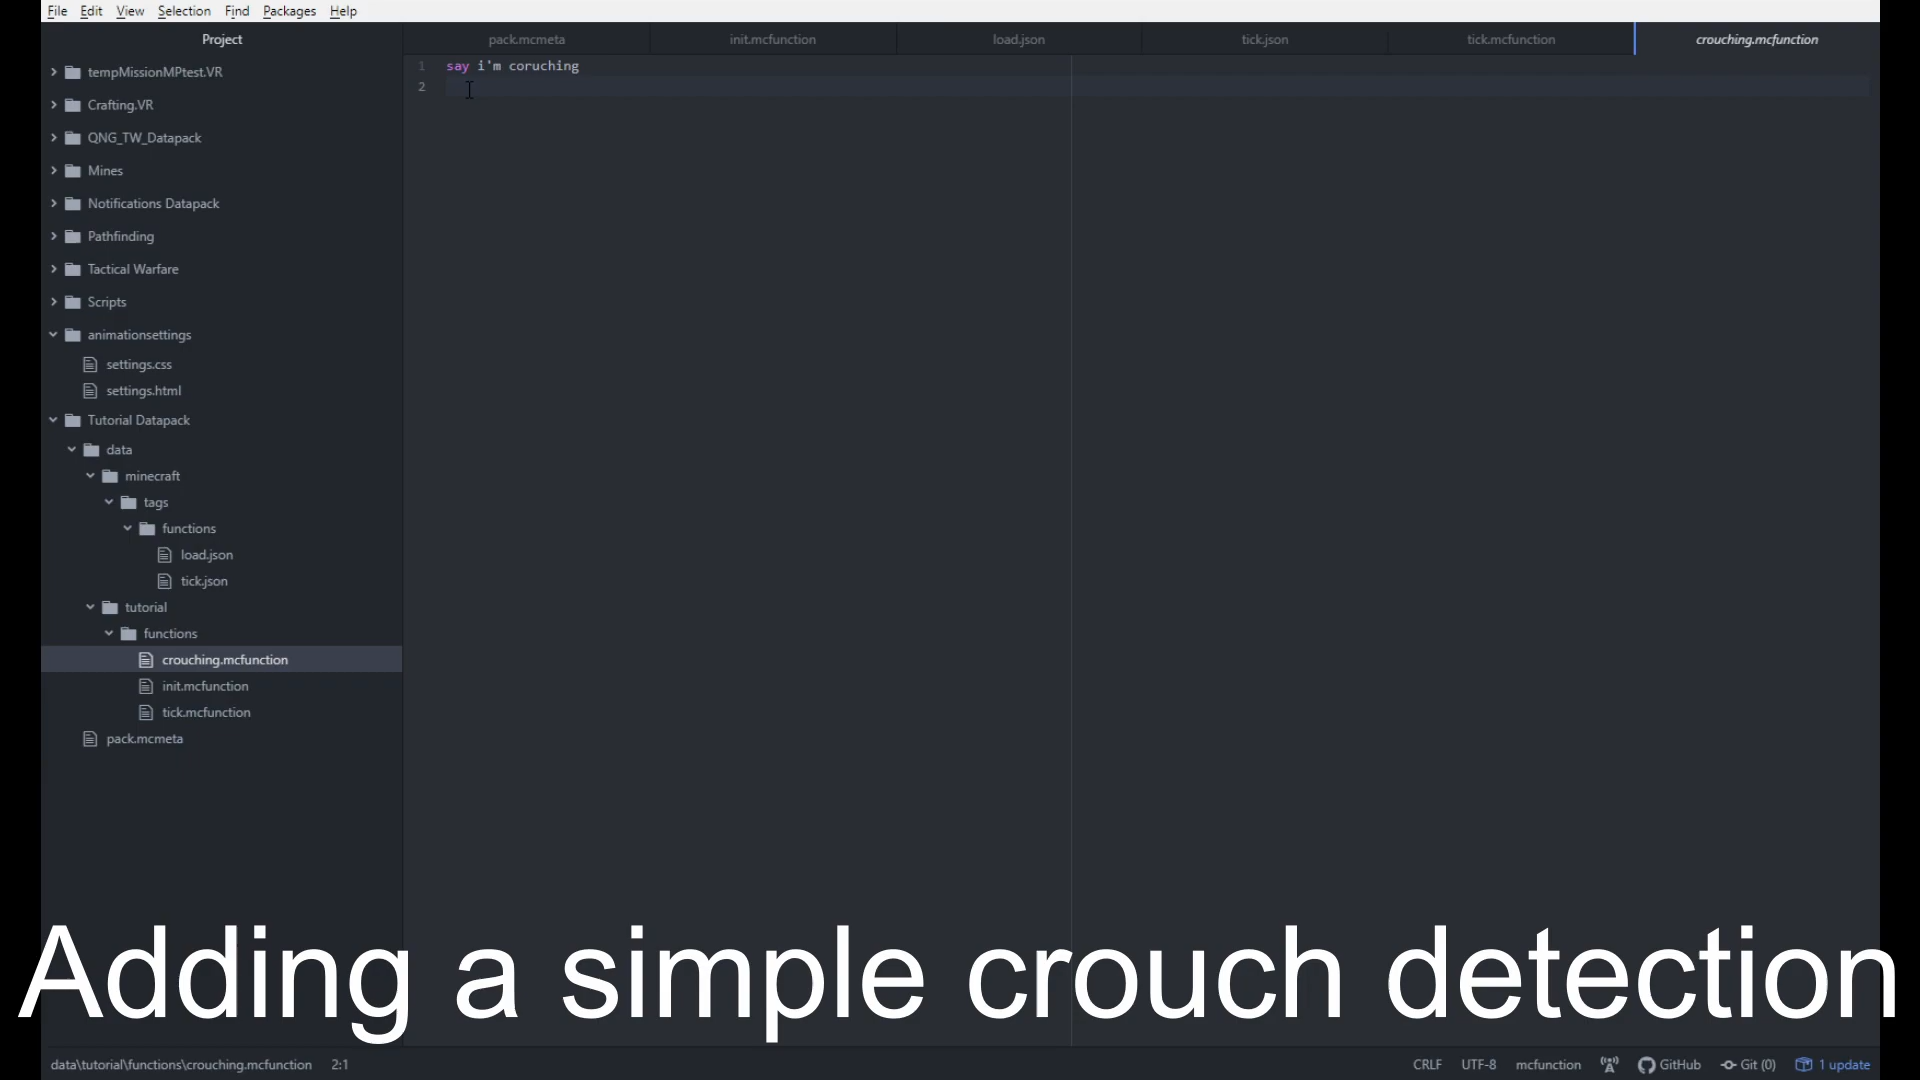 File Edit View Selection Find Packages Help
Project
pack.mcmeta init.mcfunction load.json tick.json tick.mcfunction crouching.mcfunction
tempMissionMPtest.VR
Crafting.VR
QNG_TW_Datapack
Mines
Notifications Datapack
Pathfinding
Tactical Warfare
Scripts
animationsettings
settings.css
settings.html
Tutorial Datapack
data
minecraft
tags
functions
load.json
tick.json
tutorial
functions
crouching.mcfunction
init.mcfunction
tick.mcfunction
pack.mcmeta
1 say i'm coruching
2
Adding a simple crouch detection
data\tutorial\functions\crouching.mcfunction 2:1 CRLF UTF-8 mcfunction GitHub Git (0) 1 update